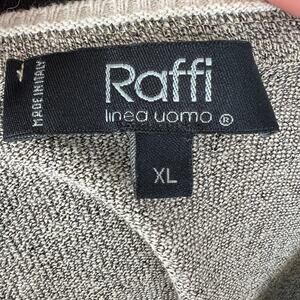 Raffi
linea uomo ®
MADE IN ITALY
XL